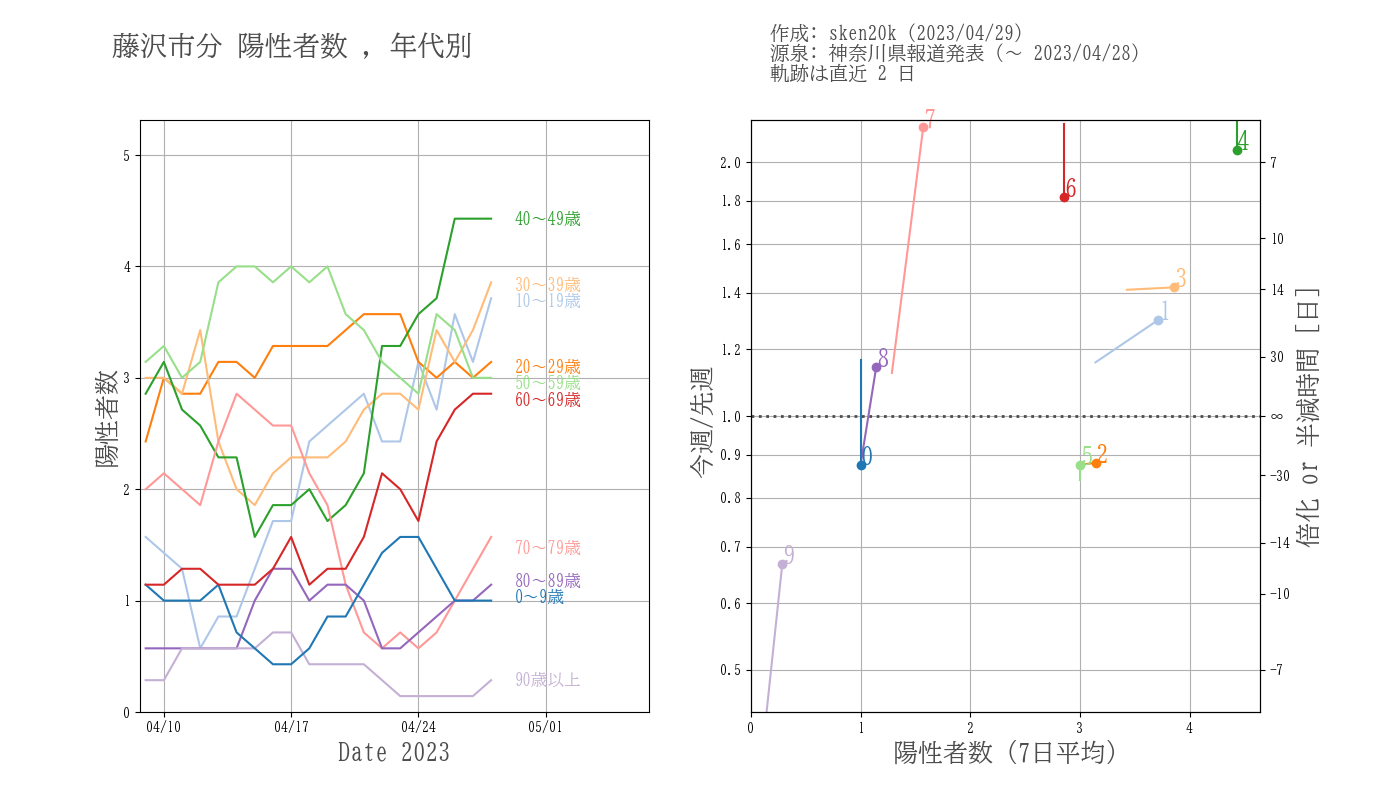 藤沢市分 陽性者数 , 年代別
作成: sken20k (2023/04/29)
源泉: 神奈川県報道発表 (～ 2023/04/28)
軌跡は直近 2 日
陽性者数
5
4
3
2
1
0
04/10
04/17
04/24
05/01
Date 2023
40～49歳
30～39歳
10～19歳
20～29歳
50～59歳
60～69歳
70～79歳
80～89歳
0～9歳
90歳以上
今週/先週
2.0
1.8
1.6
1.4
1.2
1.0
0.9
0.8
0.7
0.6
0.5
7
4
6
3
1
8
0
5
2
9
0
1
2
3
4
陽性者数 (7日平均)
7
10
14
30
∞
−30
−14
−10
−7
倍化 or 半減時間 [日]